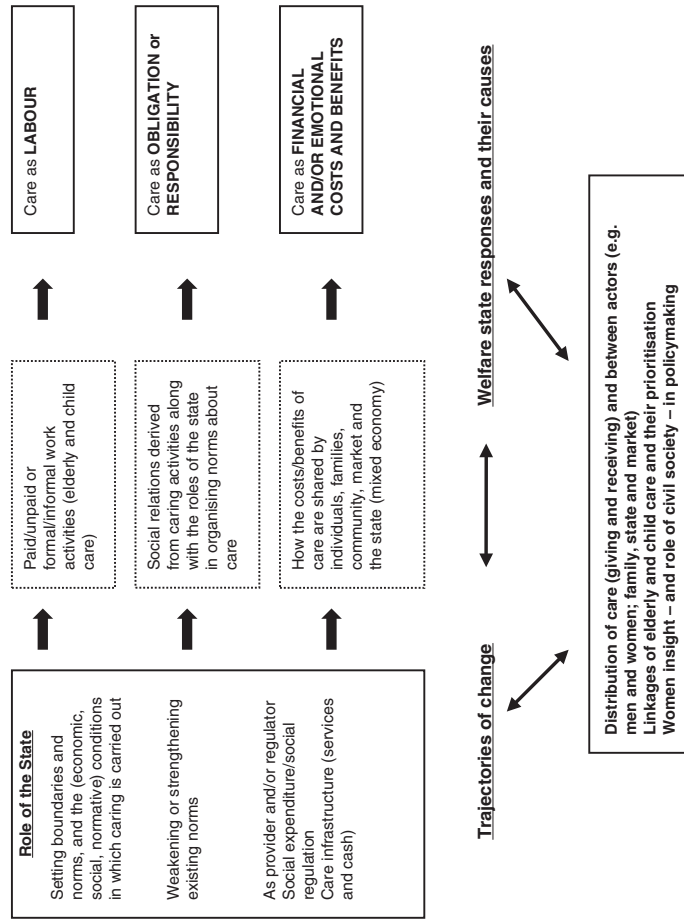 Role of the State
Setting boundaries and
norms, and the (economic,
social, normative) conditions
in which caring is carried out
Weakening or strengthening
existing norms
As provider and/or regulator
Social expenditure/social
regulation
Care infrastructure (services
and cash)
Paid/unpaid or
formal/informal work
activities (elderly and child
care)
Social relations derived
from caring activities along
with the roles of the state
in organising norms about
care
How the costs/benefits of
care are shared by
individuals, families,
community, market and
the state (mixed economy)
Care as LABOUR
Care as OBLIGATION or
RESPONSIBILITY
Care as FINANCIAL
AND/OR EMOTIONAL
COSTS AND BENEFITS
Trajectories of change
Welfare state responses and their causes
Distribution of care (giving and receiving) and between actors (e.g.
men and women; family, state and market)
Linkages of elderly and child care and their prioritisation
Women insight – and role of civil society – in policymaking